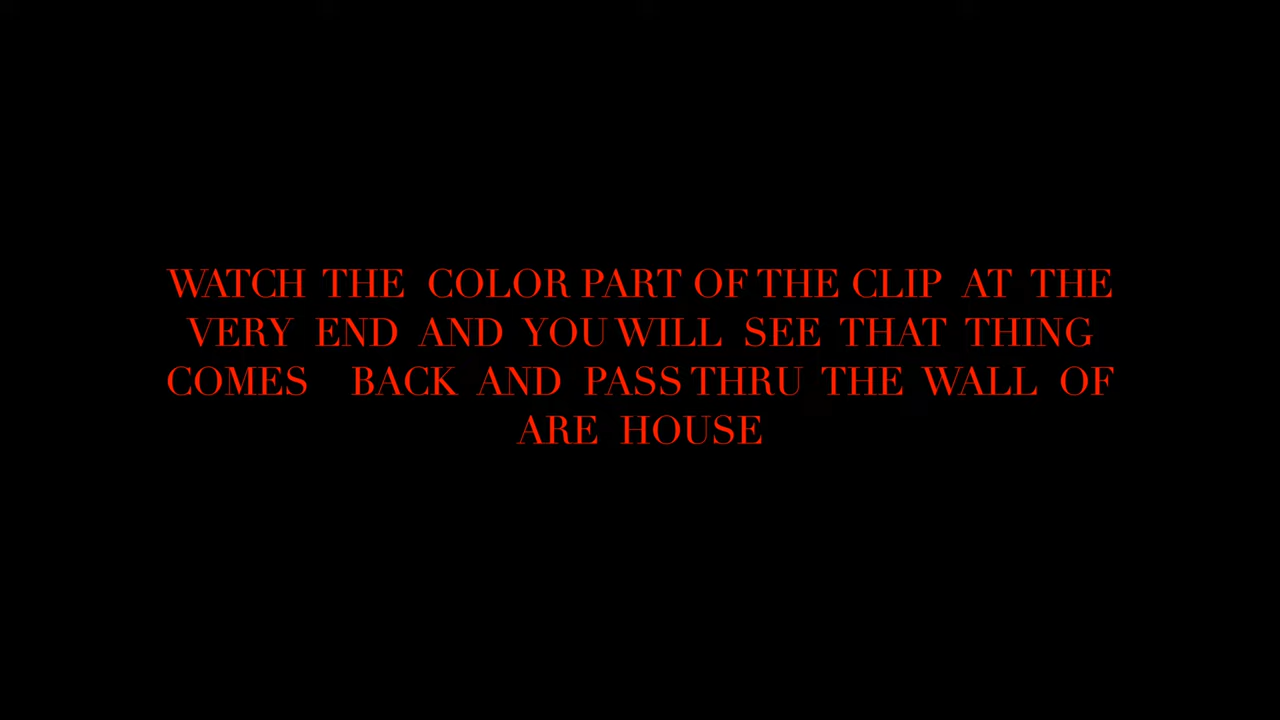 WATCH THE COLOR PART OF THE CLIP AT THE
VERY END AND YOU WILL SEE THAT THING
COMES BACK AND PASS THRU THE WALL OF
ARE HOUSE